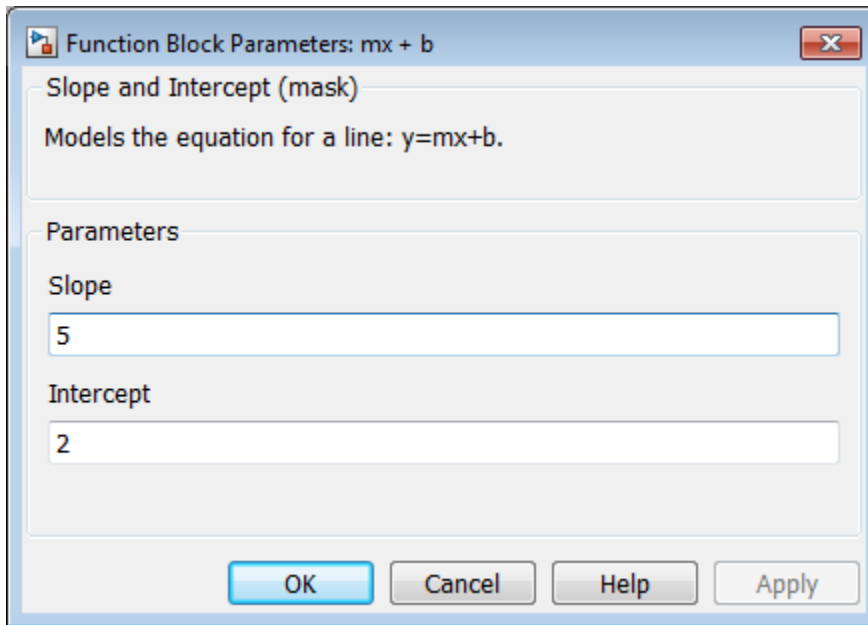 Function Block Parameters: mx + b
Slope and Intercept (mask)
Models the equation for a line: y=mx+b.
Parameters
Slope
5
Intercept
2
OK Cancel Help Apply